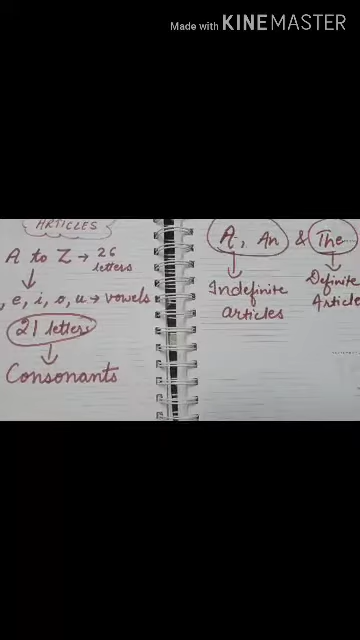 Made with KINEMASTER
ARTICLES
A to Z → 26
letters
, e, i, o, u → vowels
21 letters
Consonants
A, An & The
Indefinite
articles
Definite
Article